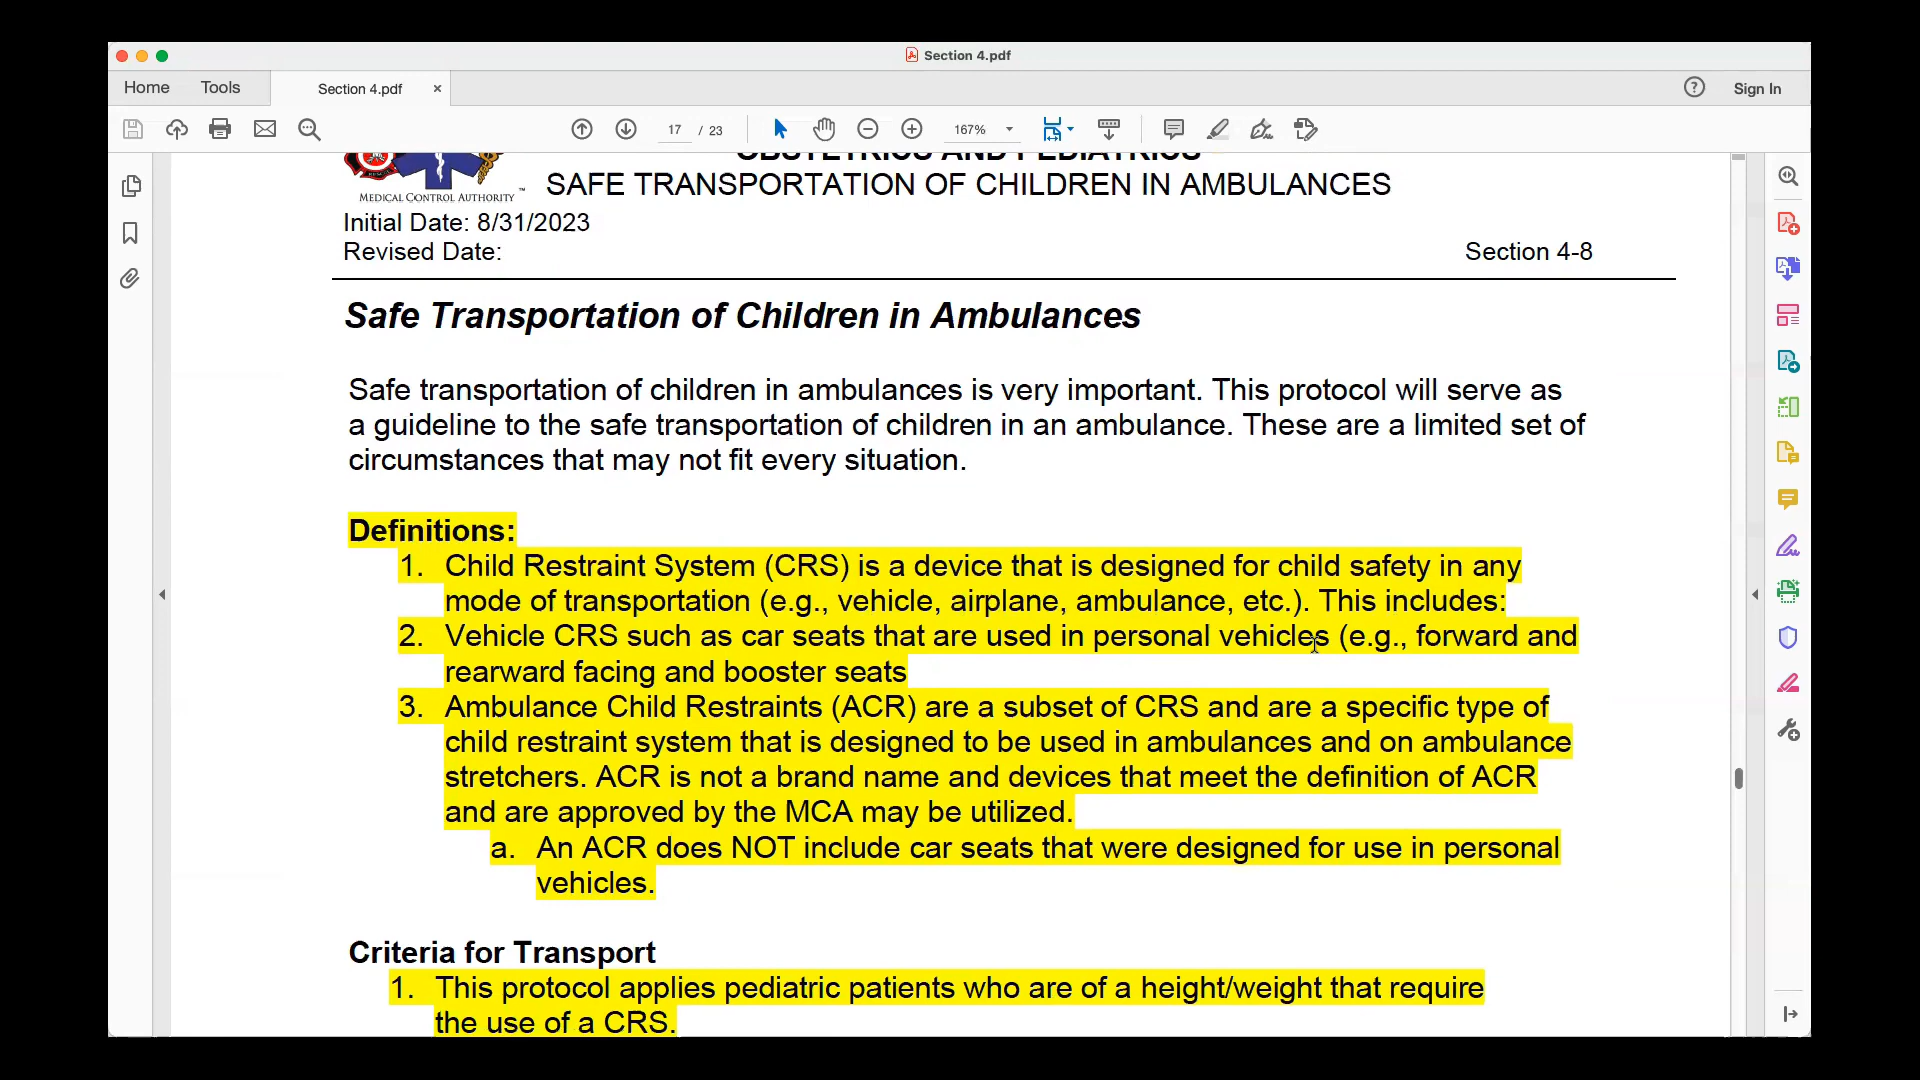 Section 4.pdf
Home
Tools
Section 4.pdf
Sign In
17 / 23
167%
OBSTETRICS AND PEDIATRICS
SAFE TRANSPORTATION OF CHILDREN IN AMBULANCES
MEDICAL CONTROL AUTHORITY
Initial Date: 8/31/2023
Revised Date:
Section 4-8
Safe Transportation of Children in Ambulances
Safe transportation of children in ambulances is very important. This protocol will serve as
a guideline to the safe transportation of children in an ambulance. These are a limited set of
circumstances that may not fit every situation.
Definitions:
1. Child Restraint System (CRS) is a device that is designed for child safety in any
mode of transportation (e.g., vehicle, airplane, ambulance, etc.). This includes:
2. Vehicle CRS such as car seats that are used in personal vehicles (e.g., forward and
rearward facing and booster seats
3. Ambulance Child Restraints (ACR) are a subset of CRS and are a specific type of
child restraint system that is designed to be used in ambulances and on ambulance
stretchers. ACR is not a brand name and devices that meet the definition of ACR
and are approved by the MCA may be utilized.
a. An ACR does NOT include car seats that were designed for use in personal
vehicles.
Criteria for Transport
1. This protocol applies pediatric patients who are of a height/weight that require
the use of a CRS.